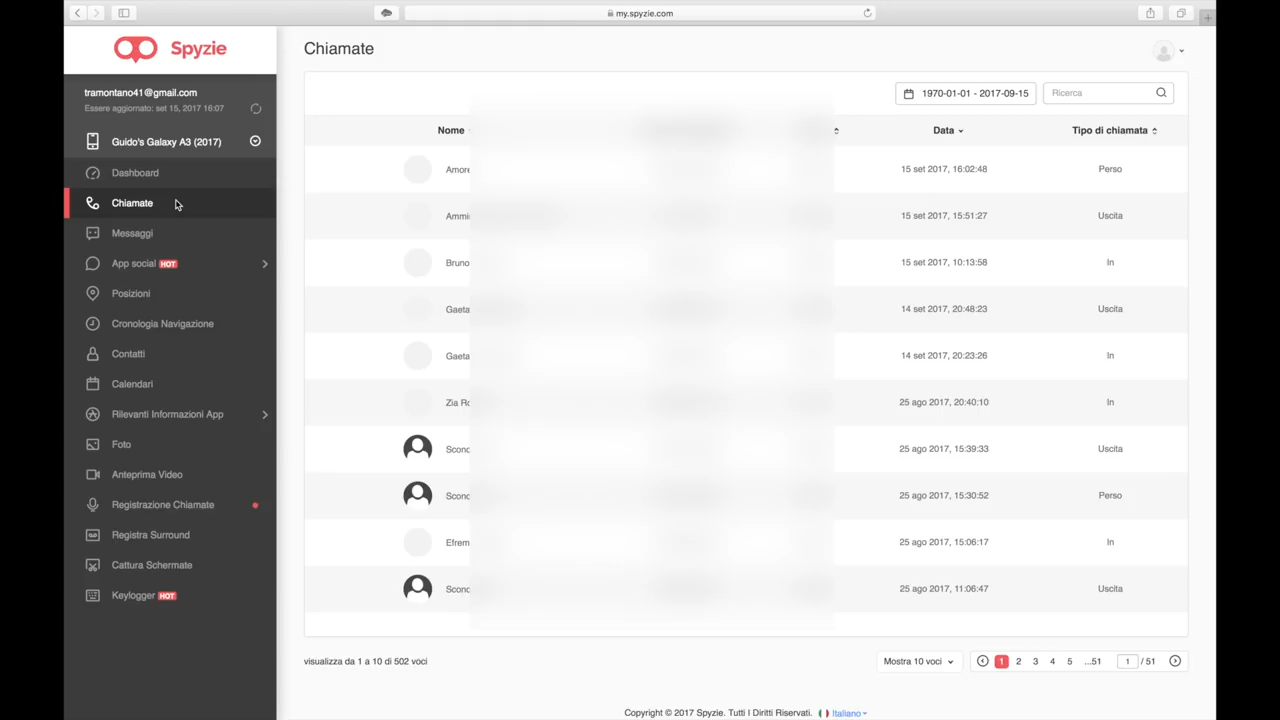 my.spyzie.com
Spyzie
Chiamate
tramontano41@gmail.com
Essere aggiornato: set 15, 2017 16:07
Guido's Galaxy A3 (2017)
Dashboard
Chiamate
Messaggi
App social HOT
Posizioni
Cronologia Navigazione
Contatti
Calendari
Rilevanti Informazioni App
Foto
Anteprima Video
Registrazione Chiamate
Registra Surround
Cattura Schermate
Keylogger HOT
1970-01-01 - 2017-09-15
Ricerca
Nome Data Tipo di chiamata
Amore 15 set 2017, 16:02:48 Perso
Ammi 15 set 2017, 15:51:27 Uscita
Bruno 15 set 2017, 10:13:58 In
Gaeta 14 set 2017, 20:48:23 Uscita
Gaeta 14 set 2017, 20:23:26 In
Zia Ro 25 ago 2017, 20:40:10 In
Scono 25 ago 2017, 15:39:33 Uscita
Scono 25 ago 2017, 15:30:52 Perso
Efrem 25 ago 2017, 15:06:17 In
Scono 25 ago 2017, 11:06:47 Uscita
visualizza da 1 a 10 di 502 voci
Mostra 10 voci
1 2 3 4 5 ...51 1 / 51
Copyright © 2017 Spyzie. Tutti I Diritti Riservati. Italiano